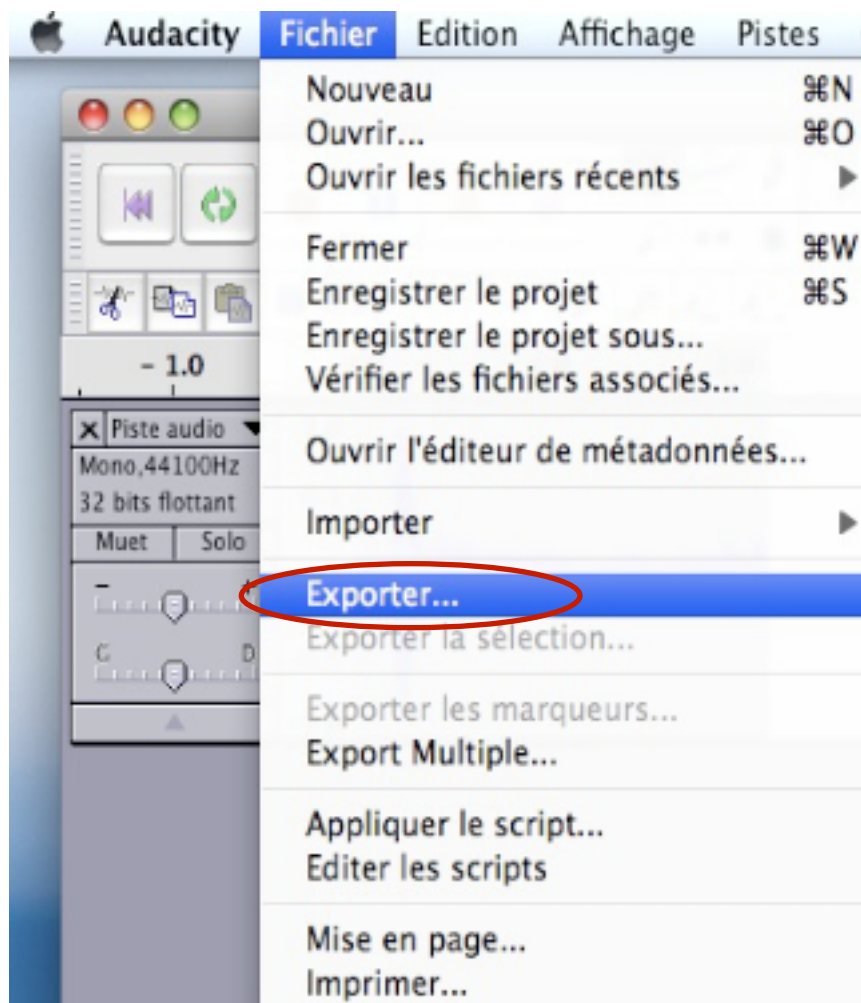 Audacity Fichier Edition Affichage Pistes
Nouveau ⌘N
Ouvrir... ⌘O
Ouvrir les fichiers récents
Fermer ⌘W
Enregistrer le projet ⌘S
Enregistrer le projet sous...
Vérifier les fichiers associés...
Ouvrir l'éditeur de métadonnées...
Importer
Exporter...
Exporter la sélection...
Exporter les marqueurs...
Export Multiple...
Appliquer le script...
Editer les scripts
Mise en page...
Imprimer...
- 1.0
X Piste audio
Mono,44100Hz
32 bits flottant
Muet Solo
- +
G D